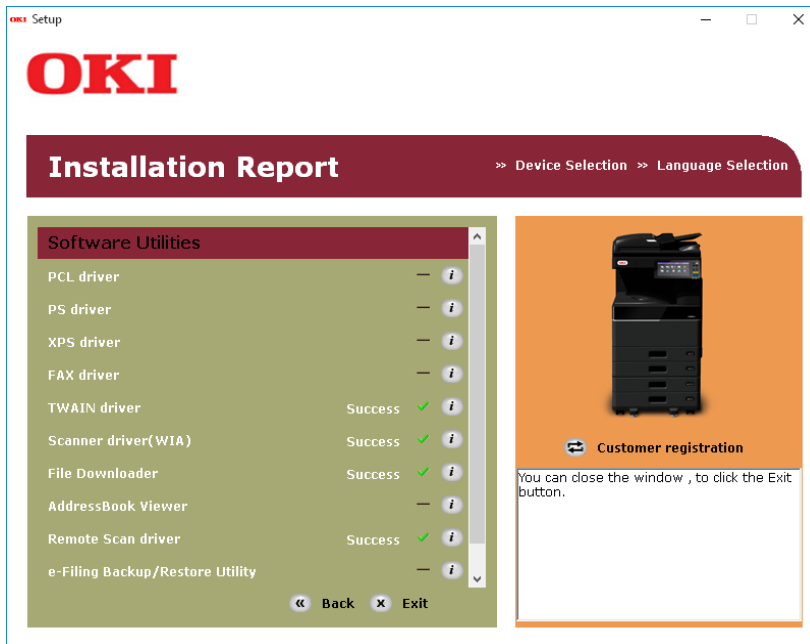 OKI Setup
OKI
Installation Report
» Device Selection » Language Selection
Software Utilities
PCL driver
PS driver
XPS driver
FAX driver
TWAIN driver Success
Scanner driver(WIA) Success
File Downloader Success
AddressBook Viewer
Remote Scan driver Success
e-Filing Backup/Restore Utility
Back Exit
OKI
Customer registration
You can close the window , to click the Exit
button.